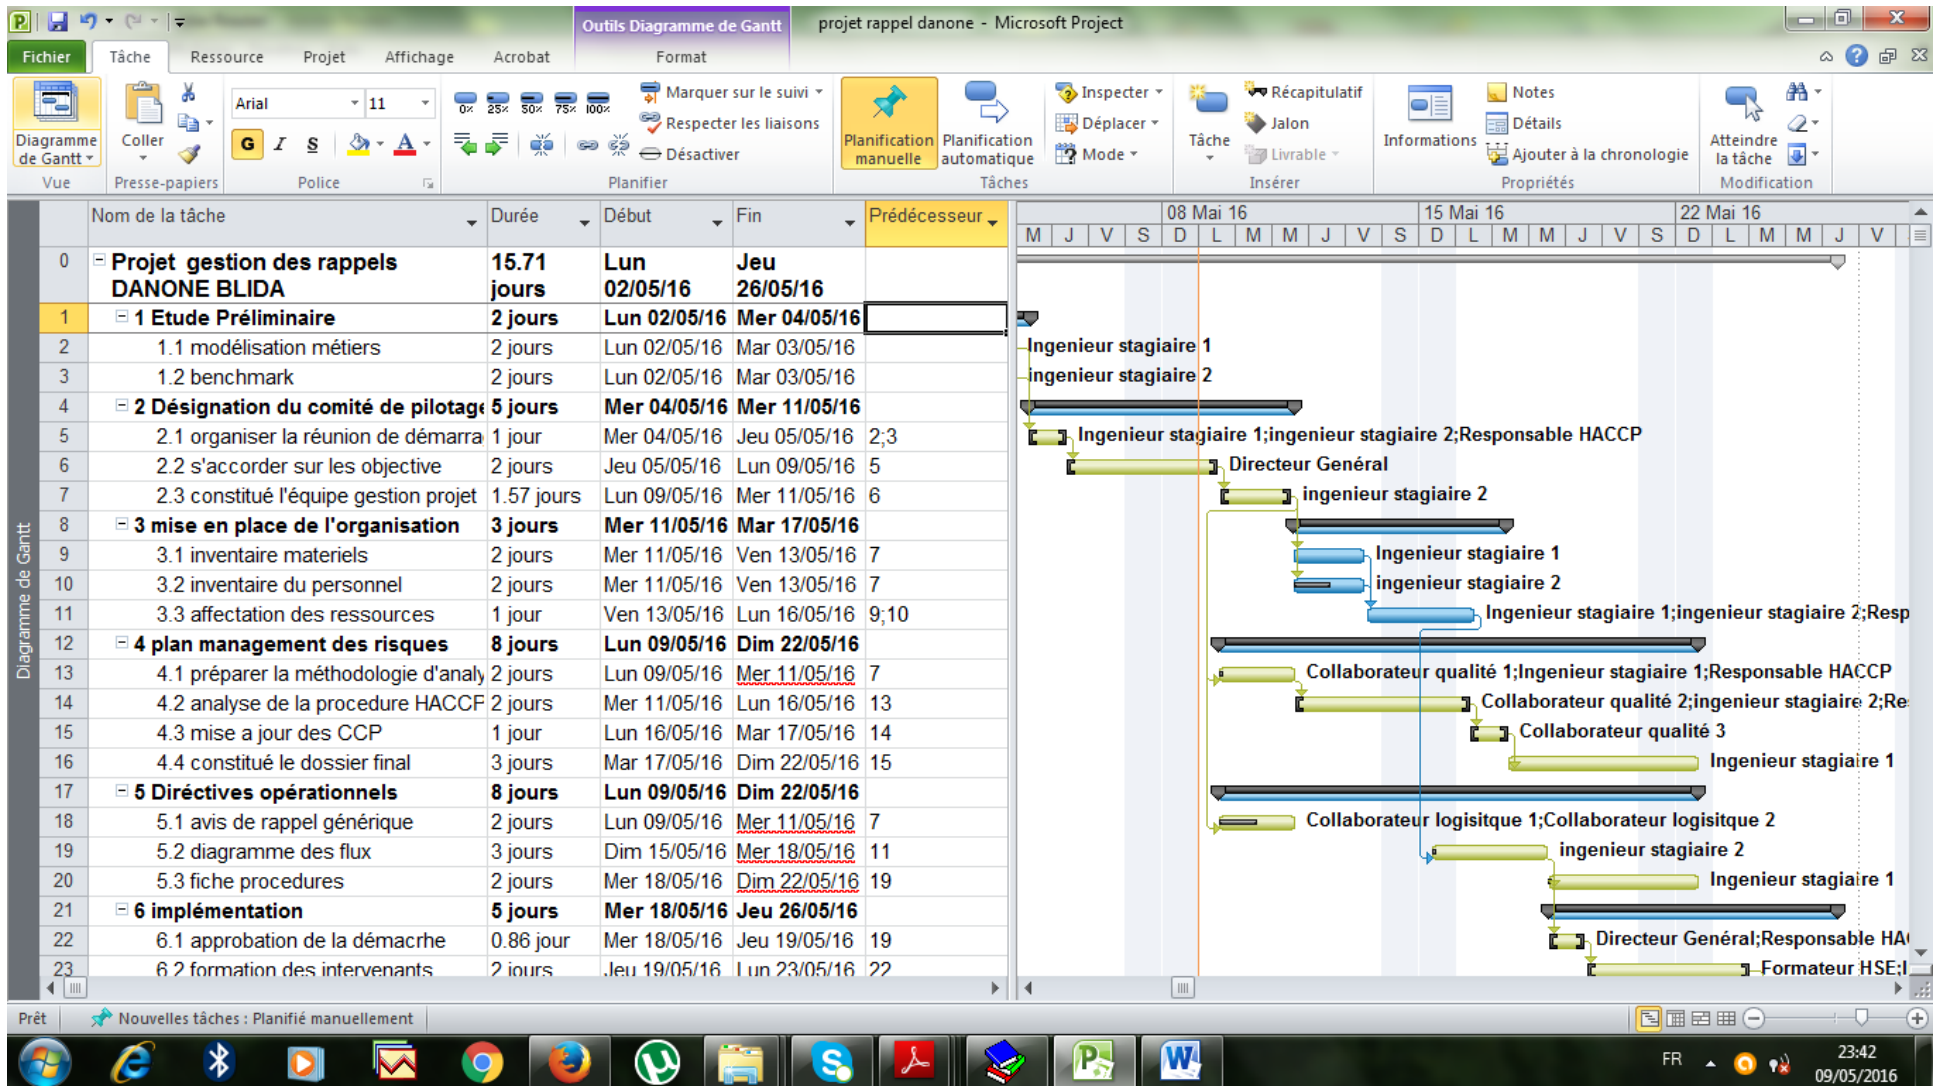 Outils Diagramme de Gantt
projet rappel danone - Microsoft Project
Fichier Tâche Ressource Projet Affichage Acrobat Format
Diagramme de Gantt
Vue
Coller
Presse-papiers
Arial 11
G I S A
Police
0% 25% 50% 75% 100%
Marquer sur le suivi
Respecter les liaisons
Désactiver
Planifier
Planification manuelle
Planification automatique
Inspecter
Déplacer
Mode
Tâches
Tâche
Récapitulatif
Jalon
Livrable
Insérer
Informations
Notes
Détails
Ajouter à la chronologie
Propriétés
Atteindre la tâche
Modification
Nom de la tâche Durée Début Fin Prédécesseur
08 Mai 16 15 Mai 16 22 Mai 16
M J V S D L M M J V S D L M M J V S D L M M J V
0 Projet gestion des rappels DANONE BLIDA 15.71 jours Lun 02/05/16 Jeu 26/05/16
1 1 Etude Préliminaire 2 jours Lun 02/05/16 Mer 04/05/16
2 1.1 modélisation métiers 2 jours Lun 02/05/16 Mar 03/05/16 Ingenieur stagiaire 1
3 1.2 benchmark 2 jours Lun 02/05/16 Mar 03/05/16 ingenieur stagiaire 2
4 2 Désignation du comité de pilotage 5 jours Mer 04/05/16 Mer 11/05/16
5 2.1 organiser la réunion de démarra 1 jour Mer 04/05/16 Jeu 05/05/16 2;3 Ingenieur stagiaire 1;ingenieur stagiaire 2;Responsable HACCP
6 2.2 s'accorder sur les objective 2 jours Jeu 05/05/16 Lun 09/05/16 5 Directeur Genéral
7 2.3 constitué l'équipe gestion projet 1.57 jours Lun 09/05/16 Mer 11/05/16 6 ingenieur stagiaire 2
8 3 mise en place de l'organisation 3 jours Mer 11/05/16 Mar 17/05/16
9 3.1 inventaire materiels 2 jours Mer 11/05/16 Ven 13/05/16 7 Ingenieur stagiaire 1
10 3.2 inventaire du personnel 2 jours Mer 11/05/16 Ven 13/05/16 7 ingenieur stagiaire 2
11 3.3 affectation des ressources 1 jour Ven 13/05/16 Lun 16/05/16 9;10 Ingenieur stagiaire 1;ingenieur stagiaire 2;Resp
12 4 plan management des risques 8 jours Lun 09/05/16 Dim 22/05/16
13 4.1 préparer la méthodologie d'analy 2 jours Lun 09/05/16 Mer 11/05/16 7 Collaborateur qualité 1;Ingenieur stagiaire 1;Responsable HACCP
14 4.2 analyse de la procedure HACCP 2 jours Mer 11/05/16 Lun 16/05/16 13 Collaborateur qualité 2;ingenieur stagiaire 2;Re
15 4.3 mise a jour des CCP 1 jour Lun 16/05/16 Mar 17/05/16 14 Collaborateur qualité 3
16 4.4 constitué le dossier final 3 jours Mar 17/05/16 Dim 22/05/16 15 Ingenieur stagiaire 1
17 5 Diréctives opérationnels 8 jours Lun 09/05/16 Dim 22/05/16
18 5.1 avis de rappel générique 2 jours Lun 09/05/16 Mer 11/05/16 7 Collaborateur logisitque 1;Collaborateur logisitque 2
19 5.2 diagramme des flux 3 jours Dim 15/05/16 Mer 18/05/16 11 ingenieur stagiaire 2
20 5.3 fiche procedures 2 jours Mer 18/05/16 Dim 22/05/16 19 Ingenieur stagiaire 1
21 6 implémentation 5 jours Mer 18/05/16 Jeu 26/05/16
22 6.1 approbation de la démacrhe 0.86 jour Mer 18/05/16 Jeu 19/05/16 19 Directeur Genéral;Responsable HA
23 6.2 formation des intervenants 2 jours Jeu 19/05/16 Lun 23/05/16 22 Formateur HSE;I
Diagramme de Gantt
Prêt Nouvelles tâches : Planifié manuellement
FR 23:42
09/05/2016